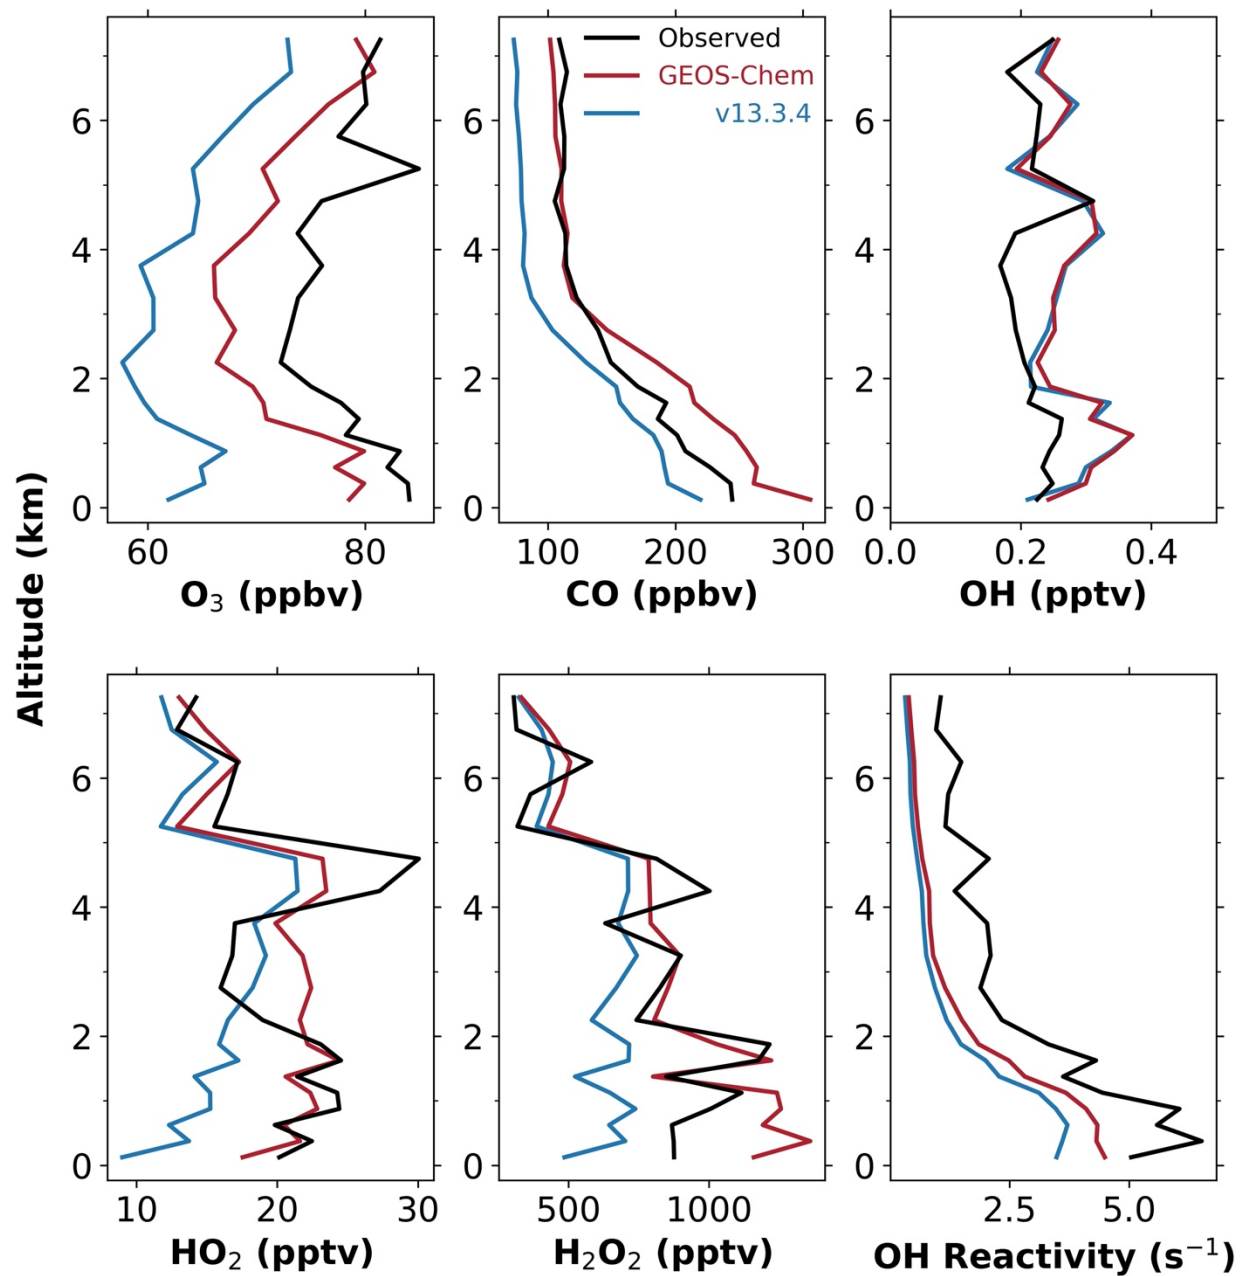 Altitude (km)
6
4
2
0
60 80
O₃ (ppbv)
Observed
GEOS-Chem
v13.3.4
6
4
2
0
100 200 300
CO (ppbv)
6
4
2
0
0.0 0.2 0.4
OH (pptv)
6
4
2
0
10 20 30
HO₂ (pptv)
6
4
2
0
500 1000
H₂O₂ (pptv)
6
4
2
0
2.5 5.0
OH Reactivity (s⁻¹)